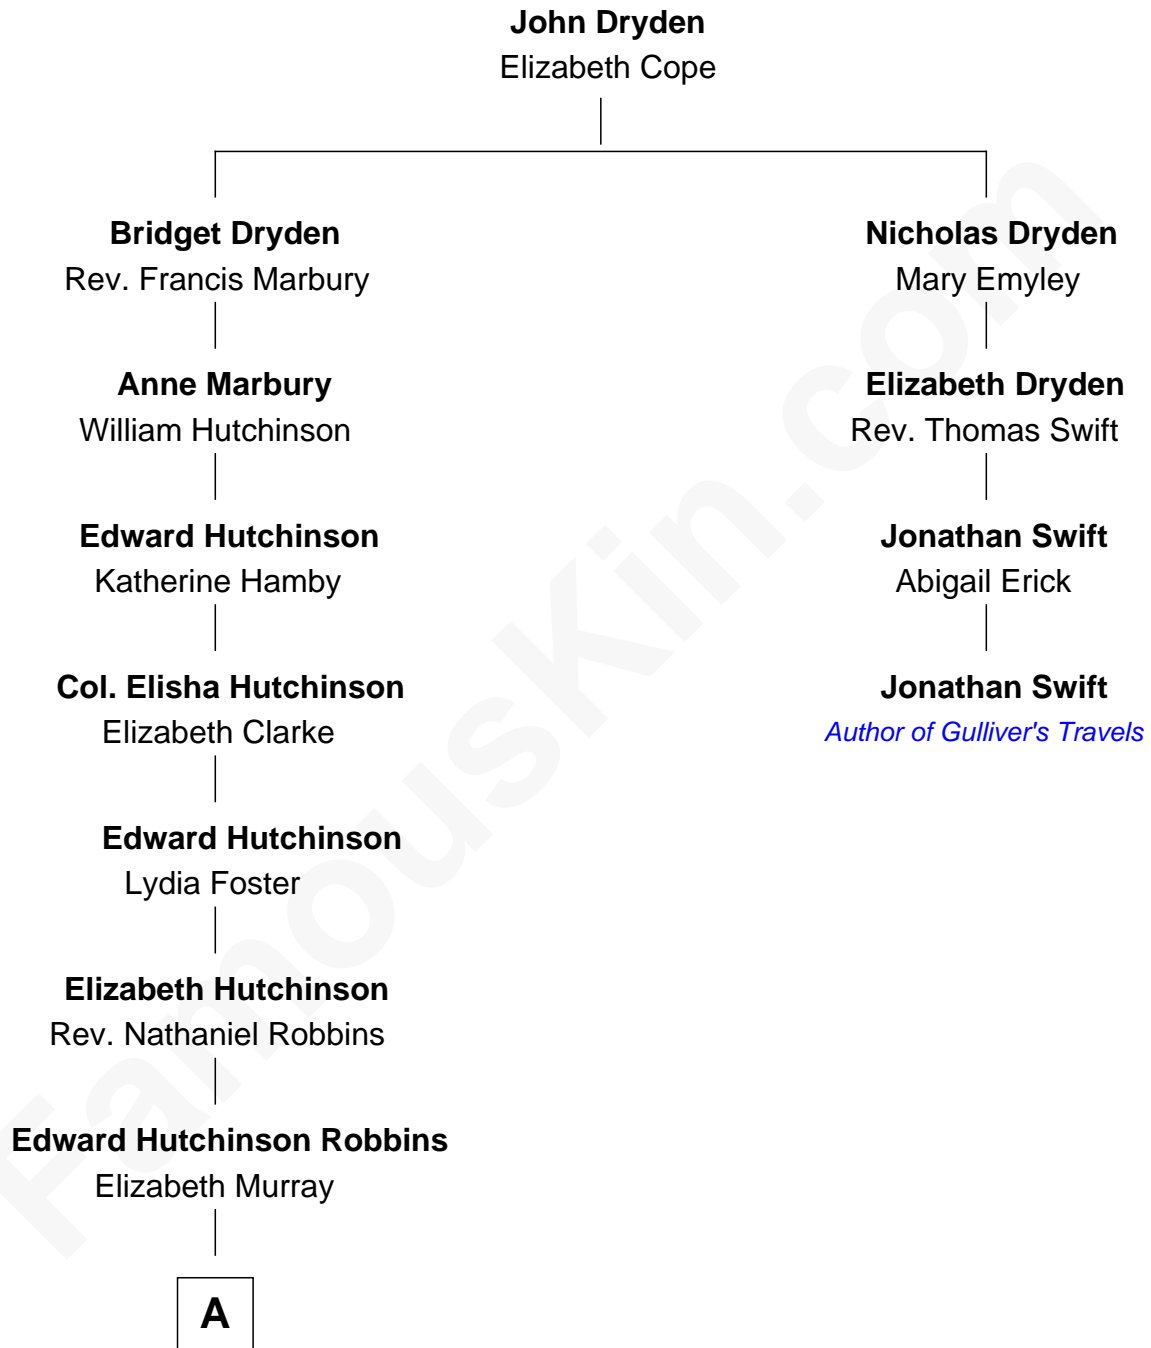 John Dryden
Elizabeth Cope
Bridget Dryden
Rev. Francis Marbury
Nicholas Dryden
Mary Emyley
Anne Marbury
William Hutchinson
Elizabeth Dryden
Rev. Thomas Swift
Edward Hutchinson
Katherine Hamby
Jonathan Swift
Abigail Erick
Col. Elisha Hutchinson
Elizabeth Clarke
Jonathan Swift
Author of Gulliver's Travels
Edward Hutchinson
Lydia Foster
Elizabeth Hutchinson
Rev. Nathaniel Robbins
Edward Hutchinson Robbins
Elizabeth Murray
A
FamousKin.com